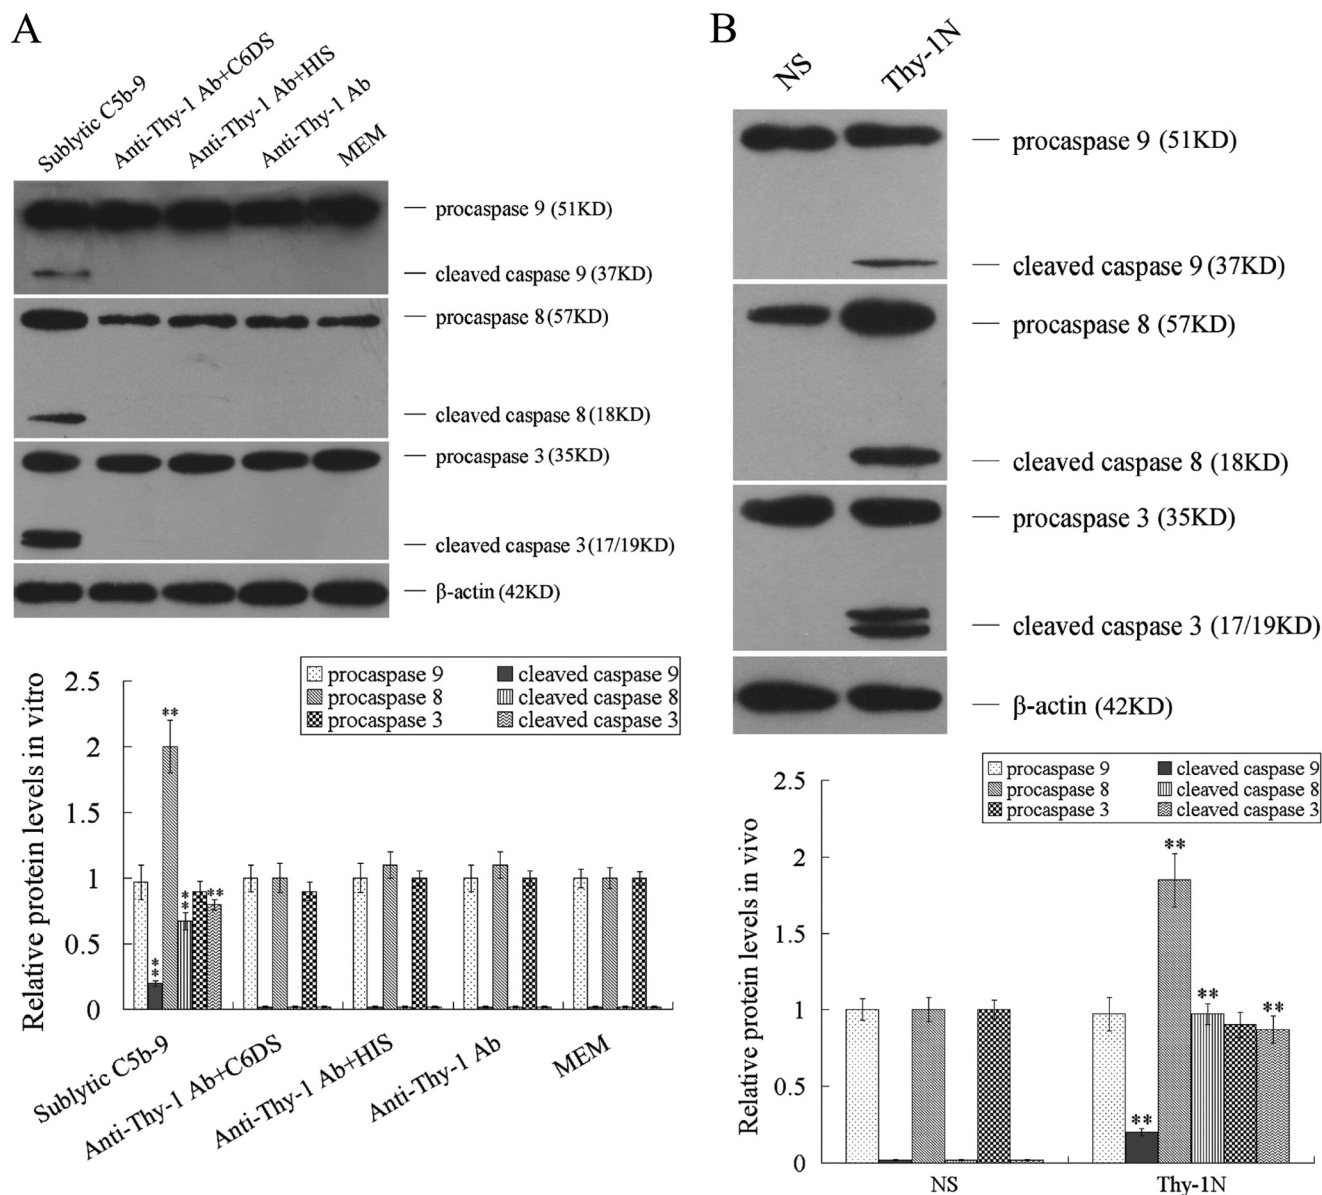 A
Sublytic C5b-9
Anti-Thy-1 Ab+C6DS
Anti-Thy-1 Ab+HIS
Anti-Thy-1 Ab
MEM
procaspase 9 (51KD)
cleaved caspase 9 (37KD)
procaspase 8 (57KD)
cleaved caspase 8 (18KD)
procaspase 3 (35KD)
cleaved caspase 3 (17/19KD)
β-actin (42KD)
procaspase 9 cleaved caspase 9
procaspase 8 cleaved caspase 8
procaspase 3 cleaved caspase 3
Relative protein levels in vitro
2.5
2
1.5
1
0.5
0
**
**
**
**
Sublytic C5b-9
Anti-Thy-1 Ab+C6DS
Anti-Thy-1 Ab+HIS
Anti-Thy-1 Ab
MEM
B
NS
Thy-1N
procaspase 9 (51KD)
cleaved caspase 9 (37KD)
procaspase 8 (57KD)
cleaved caspase 8 (18KD)
procaspase 3 (35KD)
cleaved caspase 3 (17/19KD)
β-actin (42KD)
procaspase 9 cleaved caspase 9
procaspase 8 cleaved caspase 8
procaspase 3 cleaved caspase 3
Relative protein levels in vivo
2.5
2
1.5
1
0.5
0
**
**
**
**
NS
Thy-1N